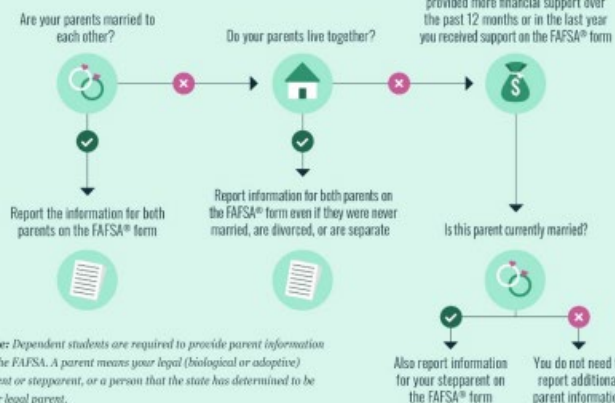 Are your parents married to
each other?
Do your parents live together?
provided more financial support over
the past 12 months or in the last year
you received support on the FAFSA® form
$
Report the information for both
parents on the FAFSA® form
Report information for both parents on
the FAFSA® form even if they were never
married, are divorced, or are separate
Is this parent currently married?
Also report information
for your stepparent on
the FAFSA® form
You do not need
report additiona
parent informatio
e: Dependent students are required to provide parent information
he FAFSA. A parent means your legal (biological or adoptive)
ent or stepparent, or a person that the state has determined to be
r legal parent.